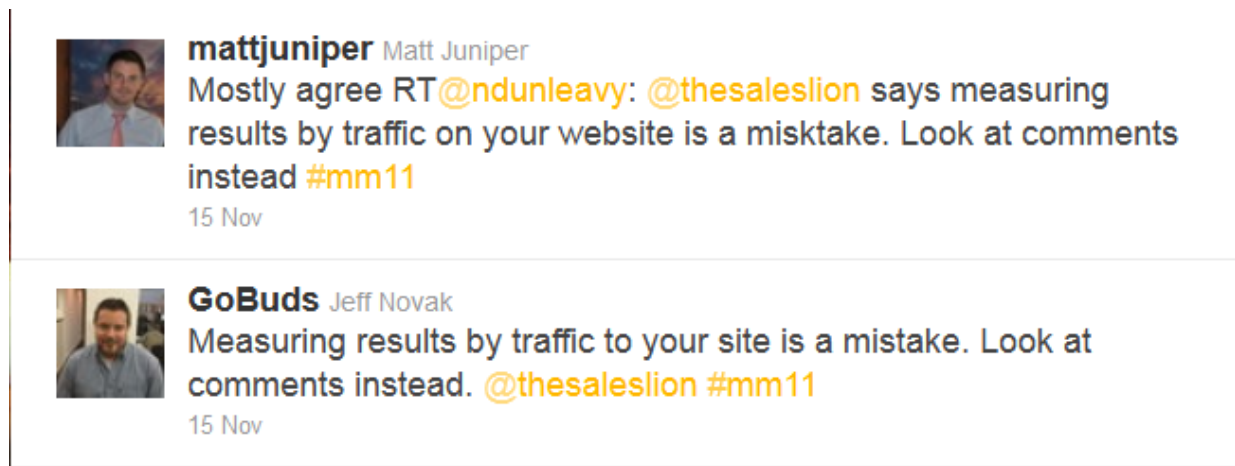 mattjuniper Matt Juniper
Mostly agree RT@ndunleavy: @thesaleslion says measuring
results by traffic on your website is a misktake. Look at comments
instead #mm11
15 Nov
GoBuds Jeff Novak
Measuring results by traffic to your site is a mistake. Look at
comments instead. @thesaleslion #mm11
15 Nov